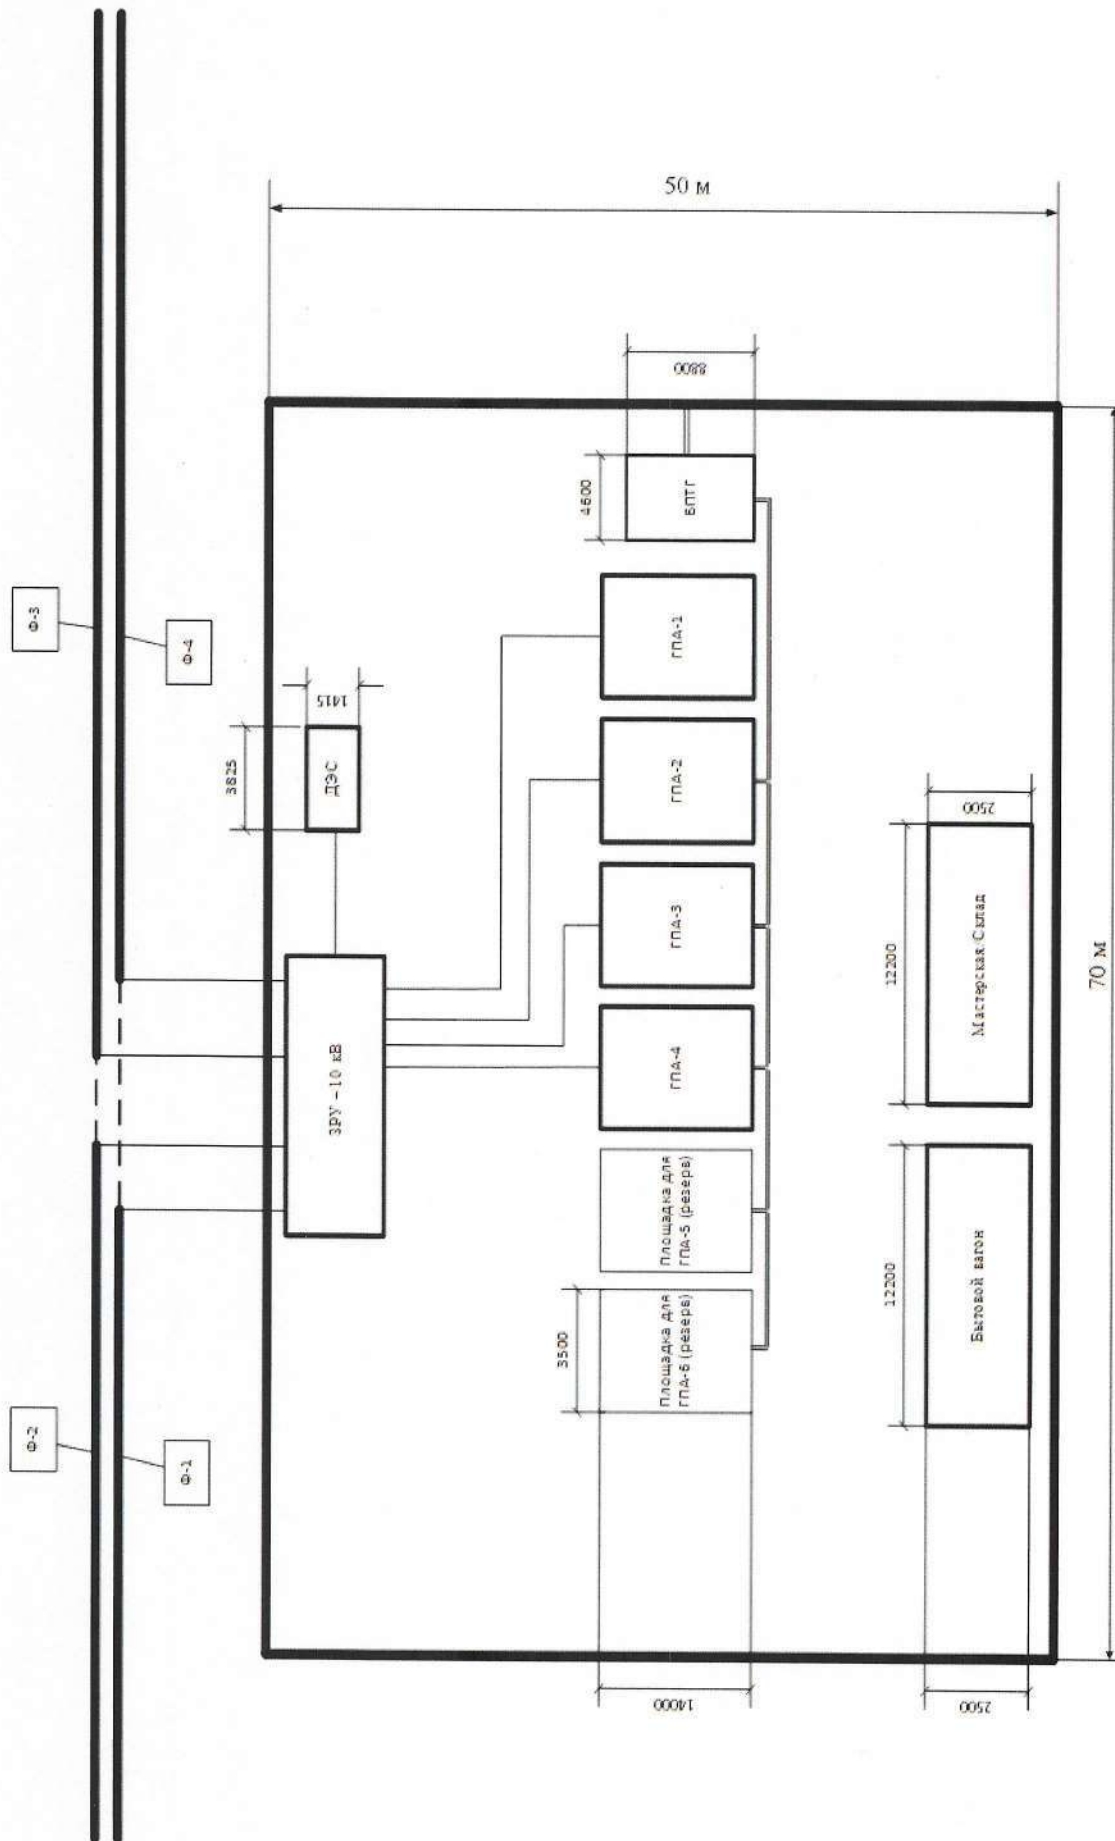 Ф-2
Ф-3
Ф-1
Ф-4
3825
ЗРУ – 10 кВ
ДЭС
1415
50 м
3500
4600
14000
Площадка для
ГПА-6 (резерв)
Площадка для
ГПА-5 (резерв)
ГПА-4
ГПА-3
ГПА-2
ГПА-1
БПТГ
8800
12200
12200
2500
Бытовой вагон
Мастерская/Склад
2500
70 м